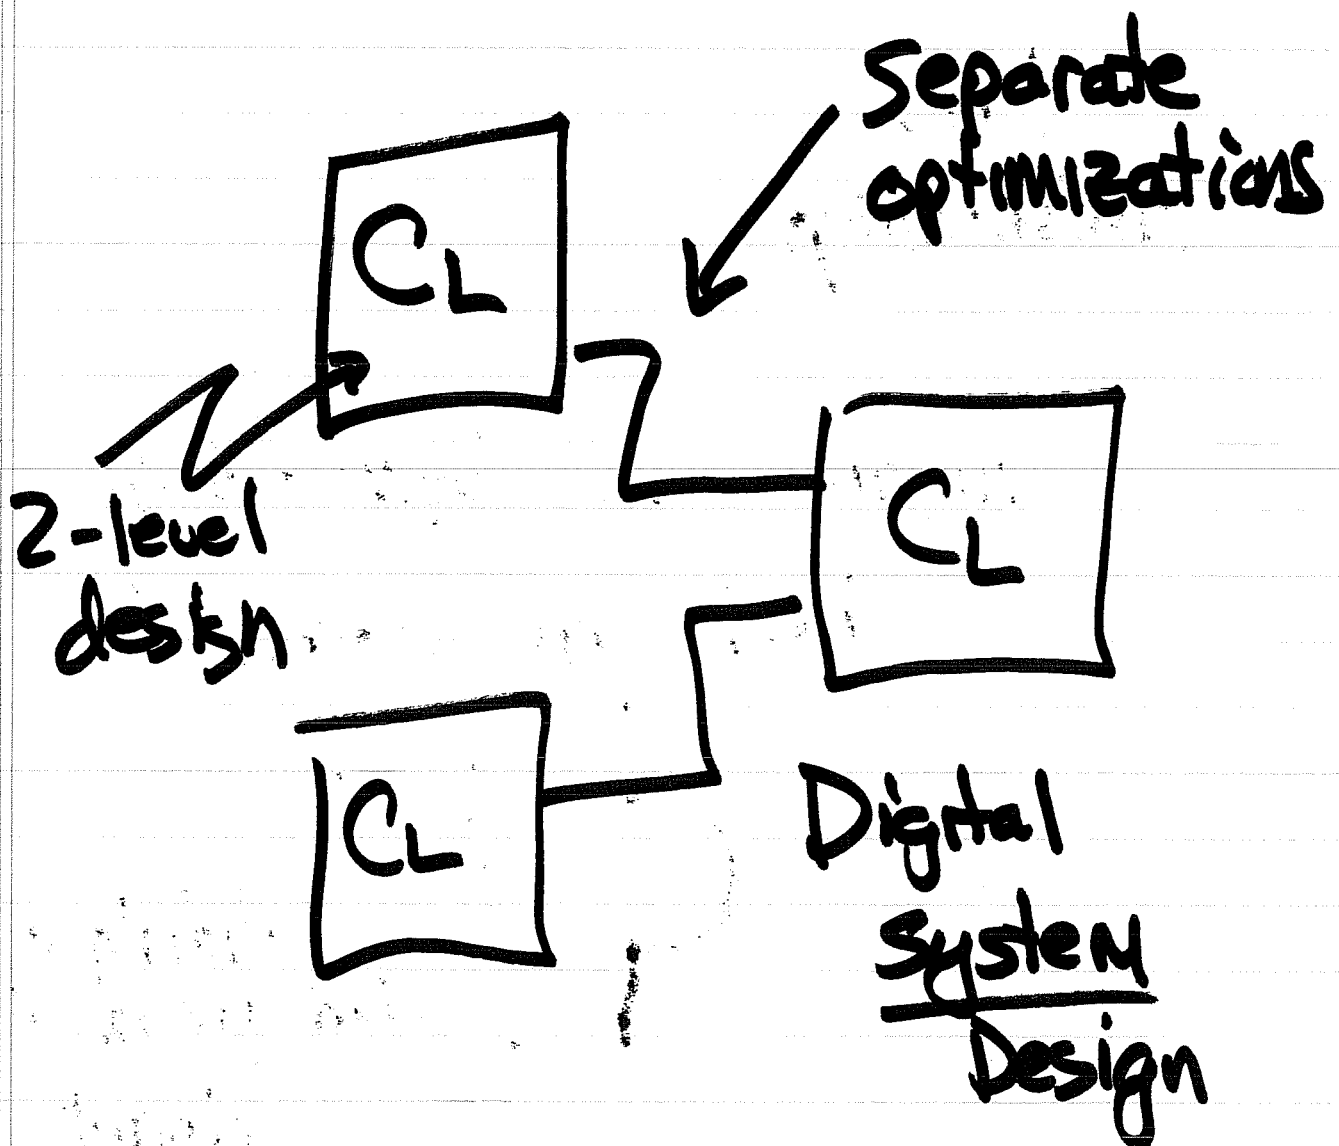 Separate
optimizations
CL
2-level
design
CL
CL
Digital
System
Design